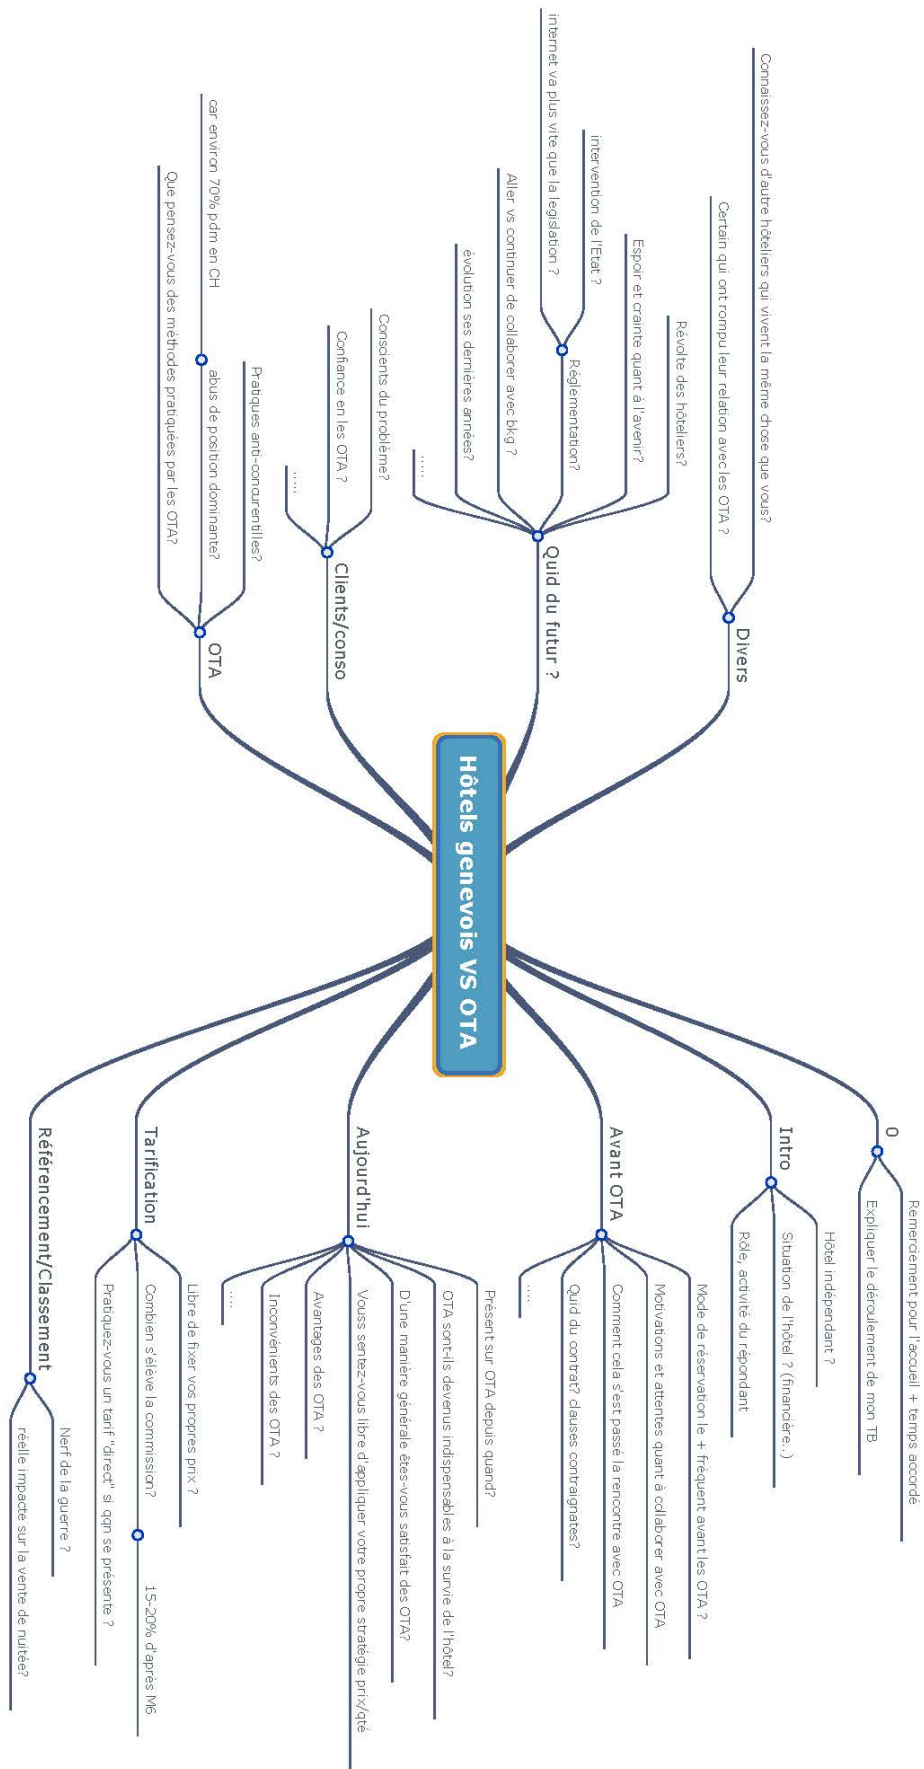 Hôtels genevois VS OTA
0
Remerciement pour l'accueil + temps accordé
Expliquer le déroulement de mon TB
Intro
Hôtel indépendant ?
Situation de l'hôtel ? (financière..)
Rôle, activité du répondant
Avant OTA
Mode de réservation le + fréquent avant les OTA ?
Motivations et attentes quant à collaborer avec OTA
Comment cela s'est passé la rencontre avec OTA
Quid du contrat? clauses contraignates?
....
Aujourd'hui
Présent sur OTA depuis quand?
OTA sont-ils devenus indispensables à la survie de l'hôtel?
D'une manière générale êtes-vous satisfait des OTA?
Vouss sentez-vous libre d'appliquer votre propre stratégie prix/qté
Avantages des OTA ?
Inconvénients des OTA ?
....
Tarification
Libre de fixer vos propres prix ?
Combien s'élève la commission?
15-20% d'après M6
Pratiquez-vous un tarif "direct" si qqn se présente ?
Référencement/Classement
Nerf de la guerre ?
réelle impacte sur la vente de nuitée?
Divers
Connaissez-vous d'autre hôteliers qui vivent la même chose que vous?
Certain qui ont rompu leur relation avec les OTA ?
Quid du futur ?
Révolte des hôteliers?
Espoir et crainte quant à l'avenir?
Réglementation?
intervention de l'Etat ?
internet va plus vite que la legislation ?
Aller vs continuer de collaborer avec bkg ?
évolution ses dernières années?
.....
Clients/conso
Conscients du problème?
Confiance en les OTA ?
.....
OTA
Pratiques anti-concurentilles?
abus de position dominante?
car environ 70% pdm en CH
Que pensez-vous des méthodes pratiquées par les OTA?